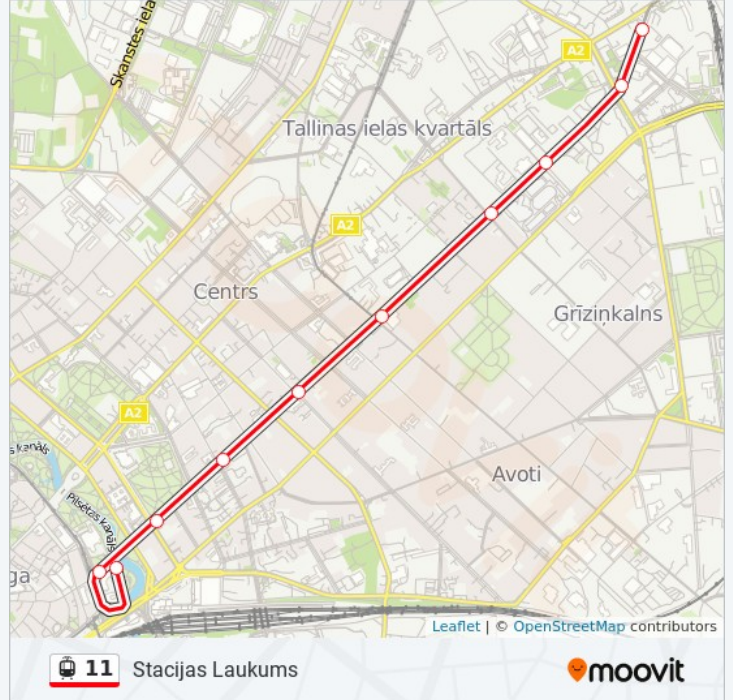 Skanstes iela
A2
Tallinas ielas kvartāls
A2
Centrs
Grīziņkalns
A2
s kanāls
Avoti
Pilsētas kanāls
ga
Leaflet | © OpenStreetMap contributors
11 Stacijas Laukums
moovit